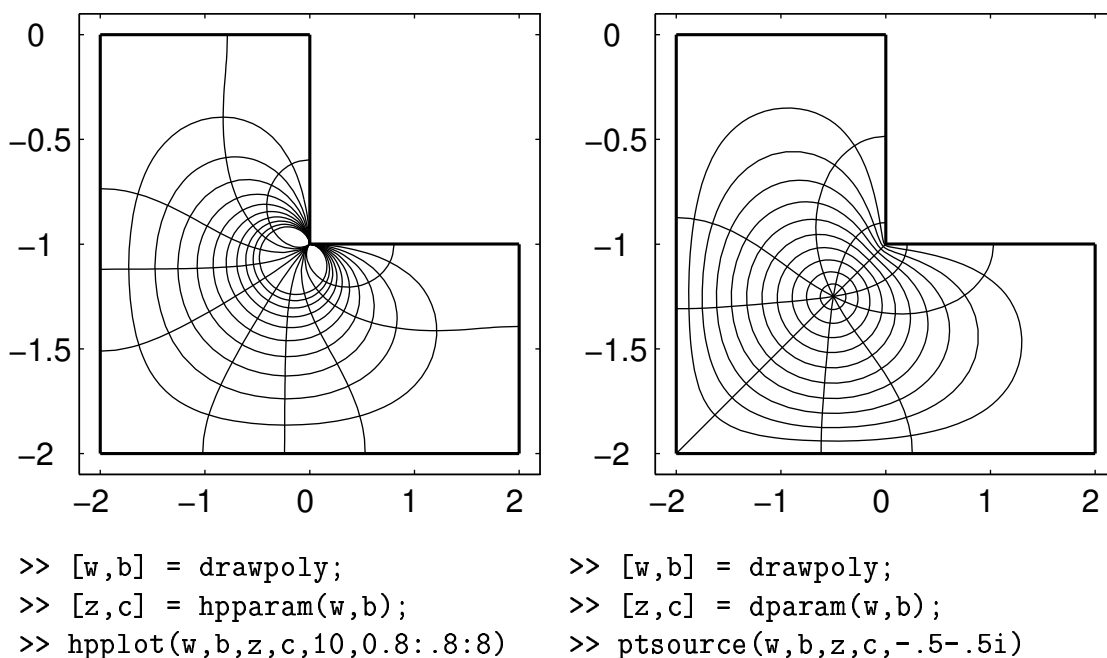 0
−0.5
−1
−1.5
−2
−2 −1 0 1 2
0
−0.5
−1
−1.5
−2
−2 −1 0 1 2
>> [w,b] = drawpoly;
>> [z,c] = hpparam(w,b);
>> hpplot(w,b,z,c,10,0.8:.8:8)
>> [w,b] = drawpoly;
>> [z,c] = dparam(w,b);
>> ptsource(w,b,z,c,-.5-.5i)